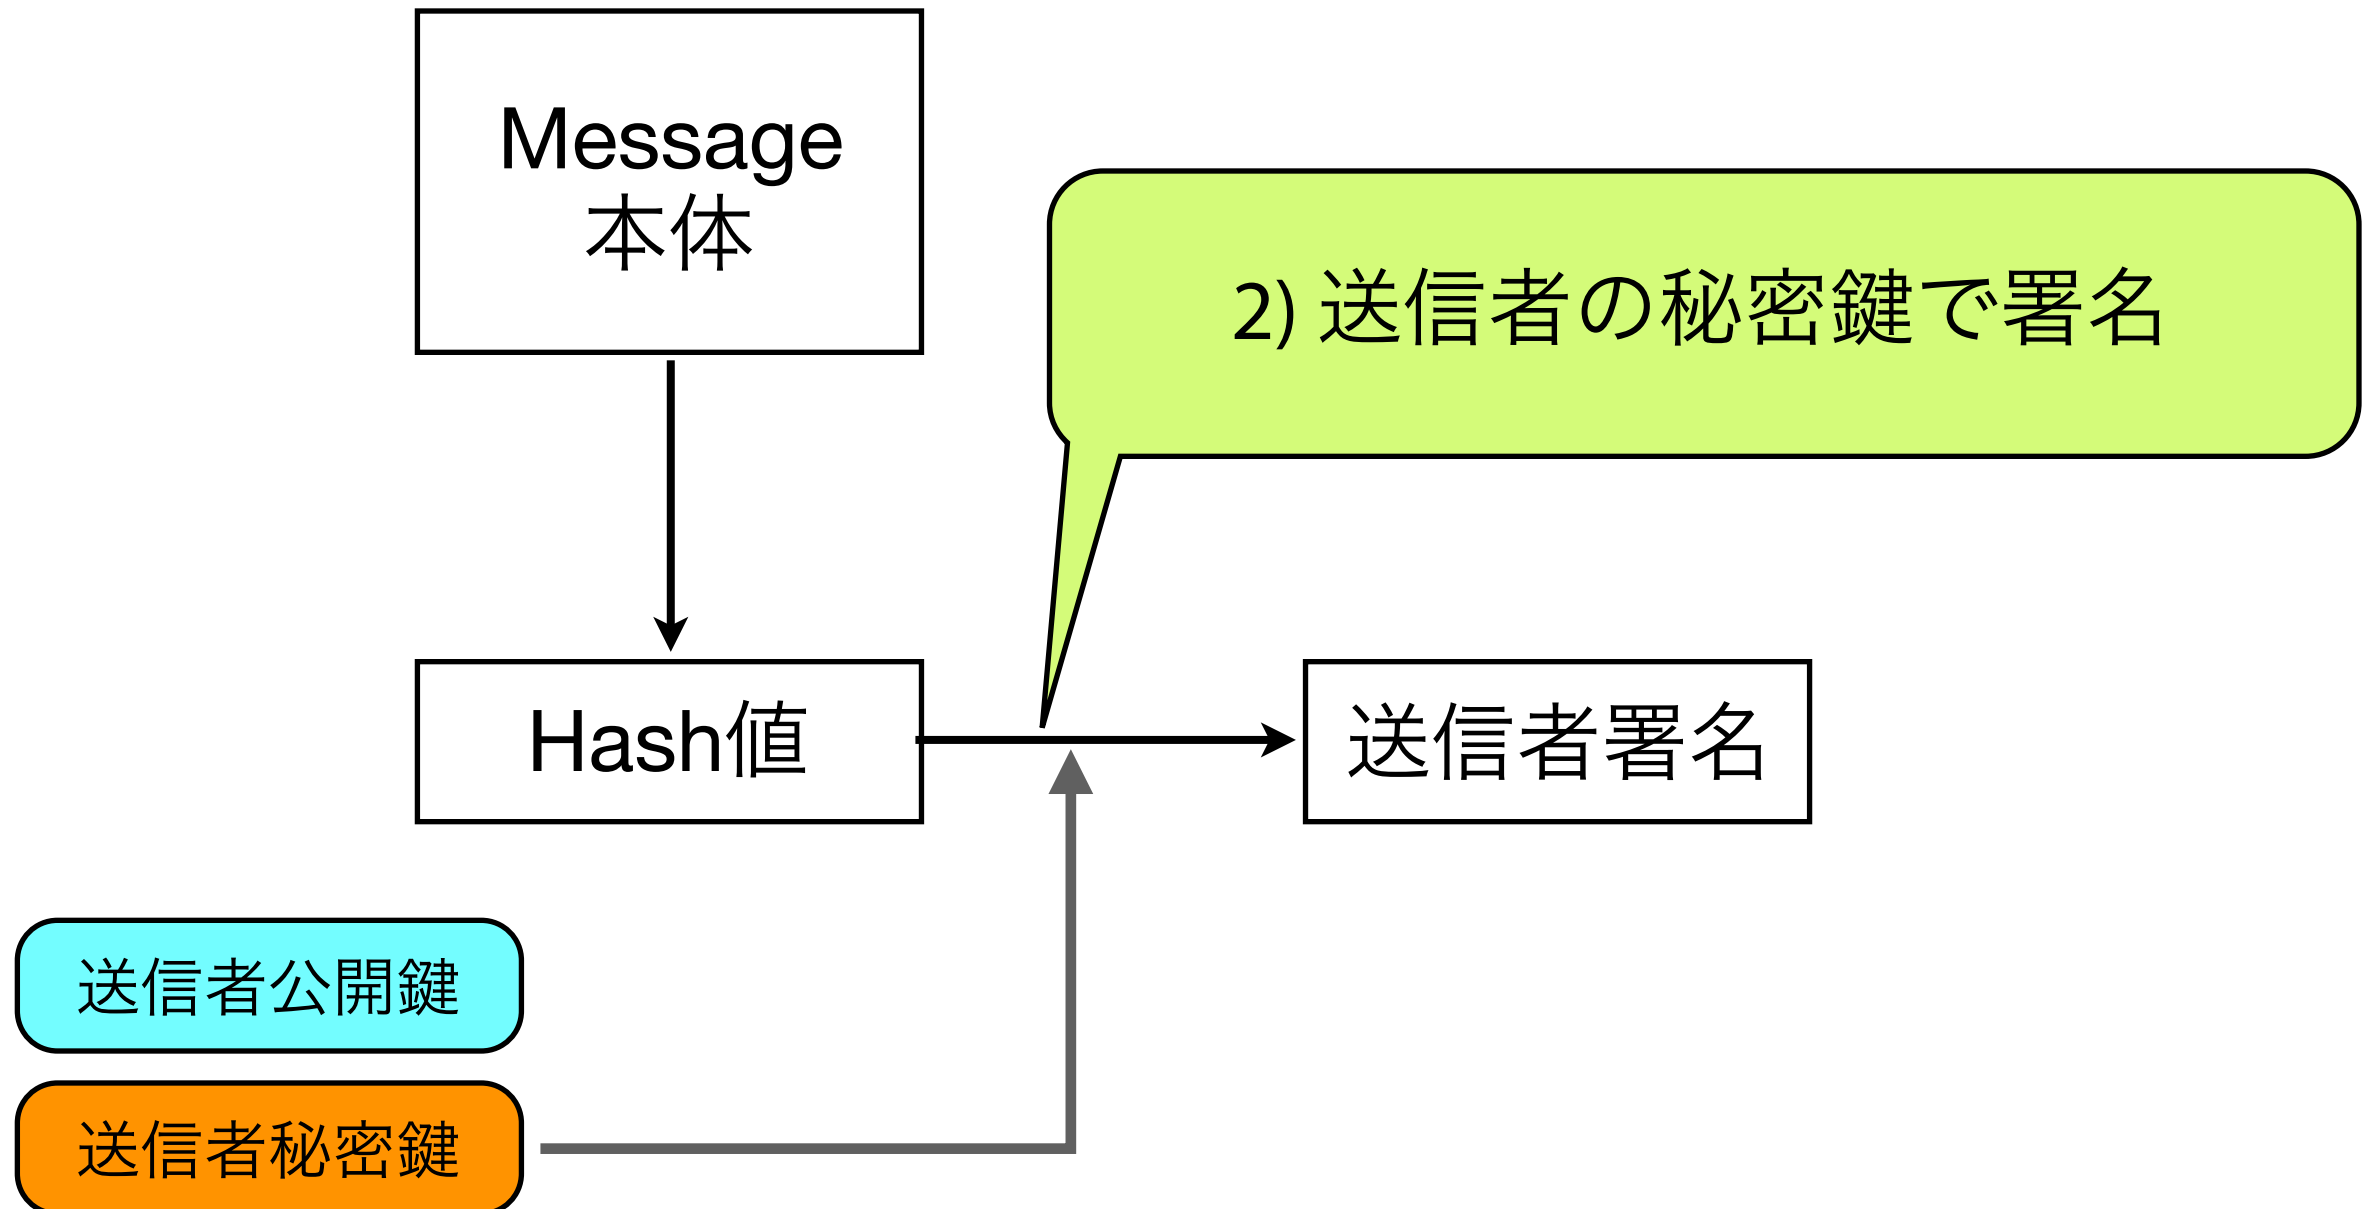 Message
本体
2) 送信者の秘密鍵で署名
Hash値
送信者署名
送信者公開鍵
送信者秘密鍵